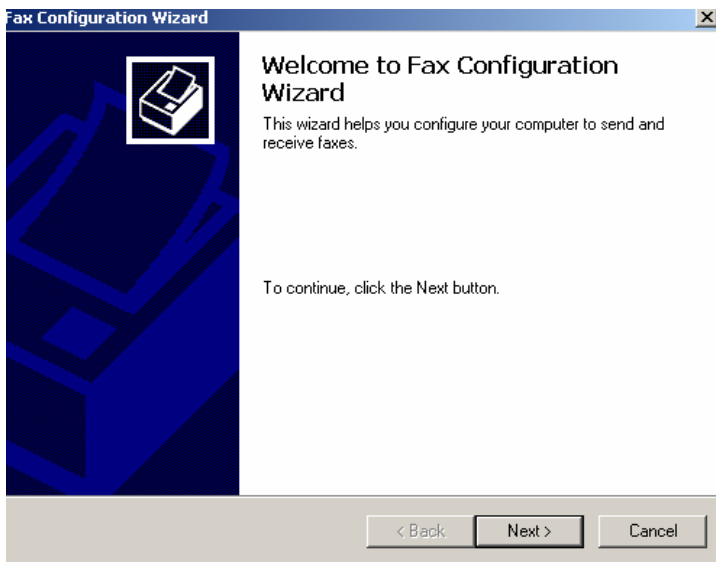 Fax Configuration Wizard
Welcome to Fax Configuration
Wizard
This wizard helps you configure your computer to send and
receive faxes.
To continue, click the Next button.
< Back Next > Cancel